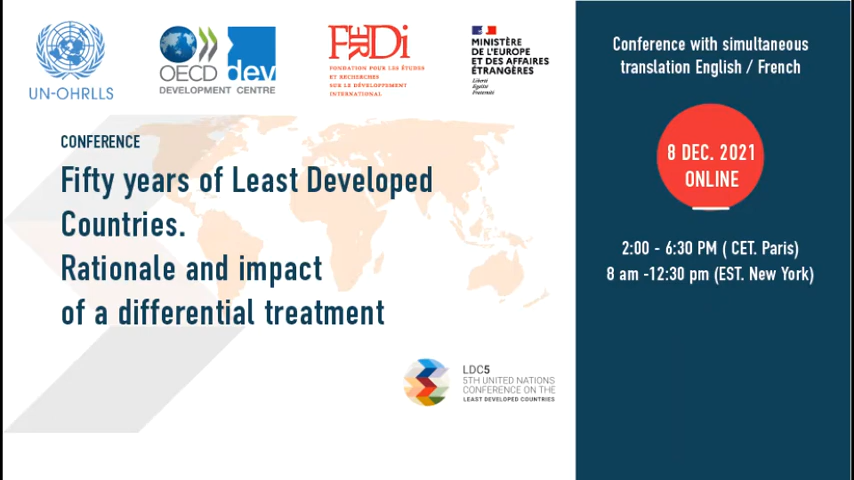 UN-OHRLLS
OECD
DEVELOPMENT CENTRE
dev
FERDi
FONDATION POUR LES ÉTUDES
ET RECHERCHES
SUR LE DÉVELOPPEMENT
INTERNATIONAL
MINISTÈRE
DE L'EUROPE
ET DES AFFAIRES
ÉTRANGÈRES
Liberté
Égalité
Fraternité
CONFERENCE
Fifty years of Least Developed
Countries.
Rationale and impact
of a differential treatment
LDC5
5TH UNITED NATIONS
CONFERENCE ON THE
LEAST DEVELOPED COUNTRIES
Conference with simultaneous
translation English / French
8 DEC. 2021
ONLINE
2:00 - 6:30 PM ( CET. Paris)
8 am -12:30 pm (EST. New York)